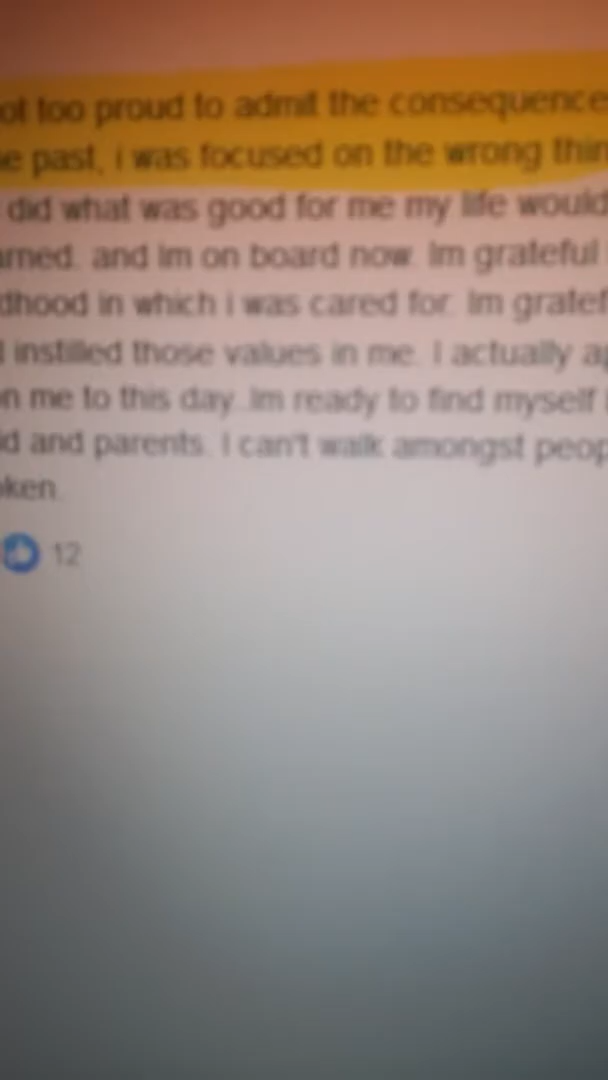 ot too proud to admit the consequence
e past, i was focused on the wrong thin
did what was good for me my life would
rned. and Im on board now. Im grateful
dhood in which i was cared for. Im gratef
instilled those values in me. I actually ap
n me to this day..Im ready to find myself
id and parents. I can't walk amongst peop
ken.
12